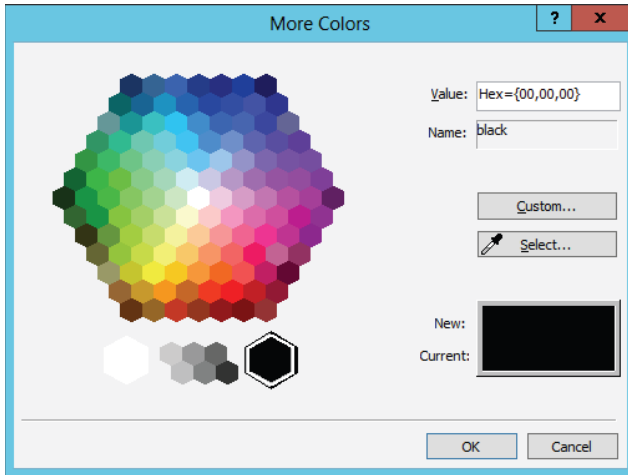 More Colors
? x
Value: Hex={00,00,00}
Name: black
Custom...
Select...
New:
Current:
OK Cancel